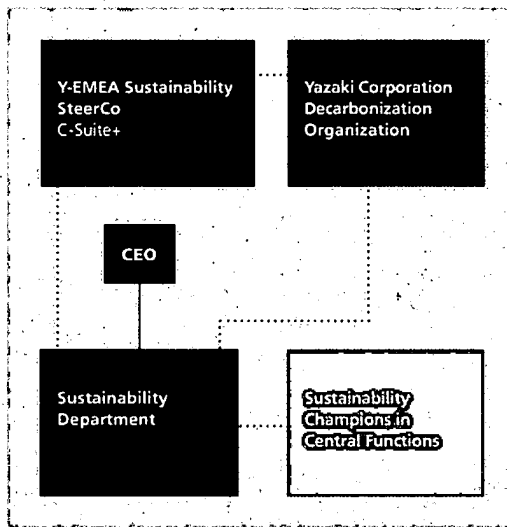 Y-EMEA Sustainability
SteerCo
C-Suite+
Yazaki Corporation
Decarbonization
Organization
CEO
Sustainability
Department
Sustainability
Champions in
Central Functions